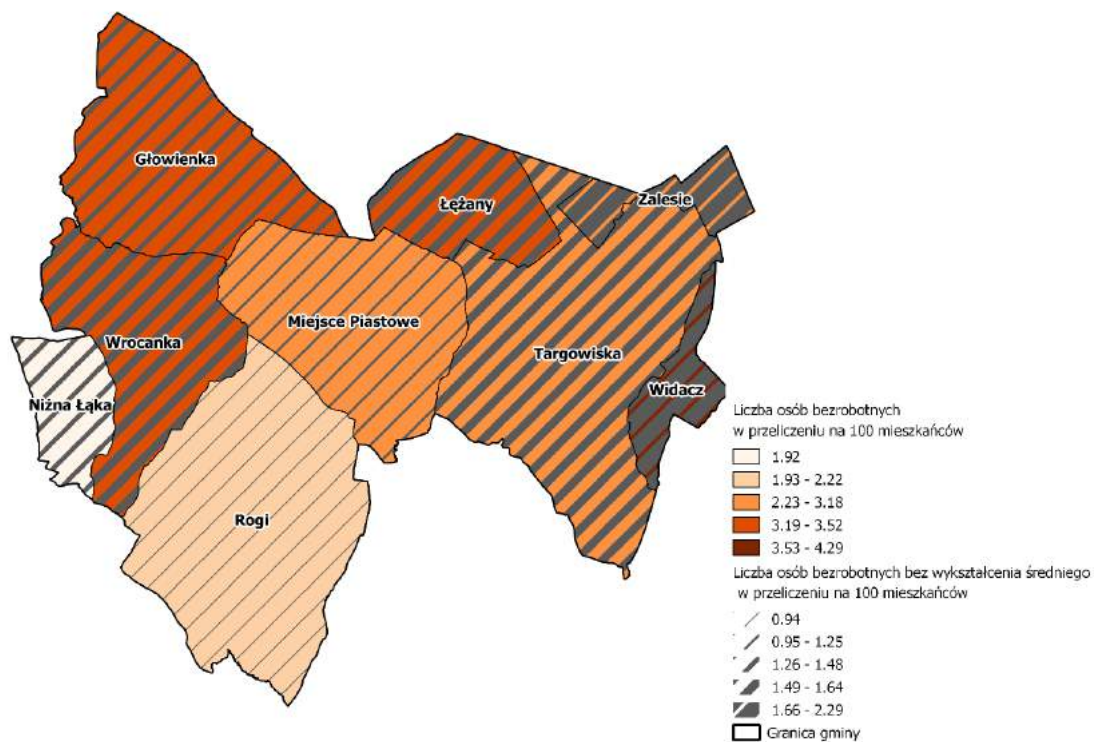 Głowienka
Łężany
Zalesie
Miejsce Piastowe
Wrocanka
Targowiska
Widacz
Niżna Łąka
Rogi
Liczba osób bezrobotnych
w przeliczeniu na 100 mieszkańców
1.92
1.93 - 2.22
2.23 - 3.18
3.19 - 3.52
3.53 - 4.29
Liczba osób bezrobotnych bez wykształcenia średniego
w przeliczeniu na 100 mieszkańców
0.94
0.95 - 1.25
1.26 - 1.48
1.49 - 1.64
1.66 - 2.29
Granica gminy